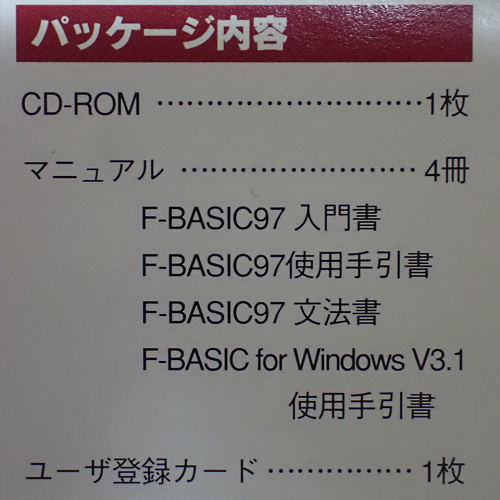 パッケージ内容
CD-ROM …………………………1枚
マニュアル ……………………… 4冊
F-BASIC97 入門書
F-BASIC97使用手引書
F-BASIC97 文法書
F-BASIC for Windows V3.1
使用手引書
ユーザ登録カード …………… 1枚